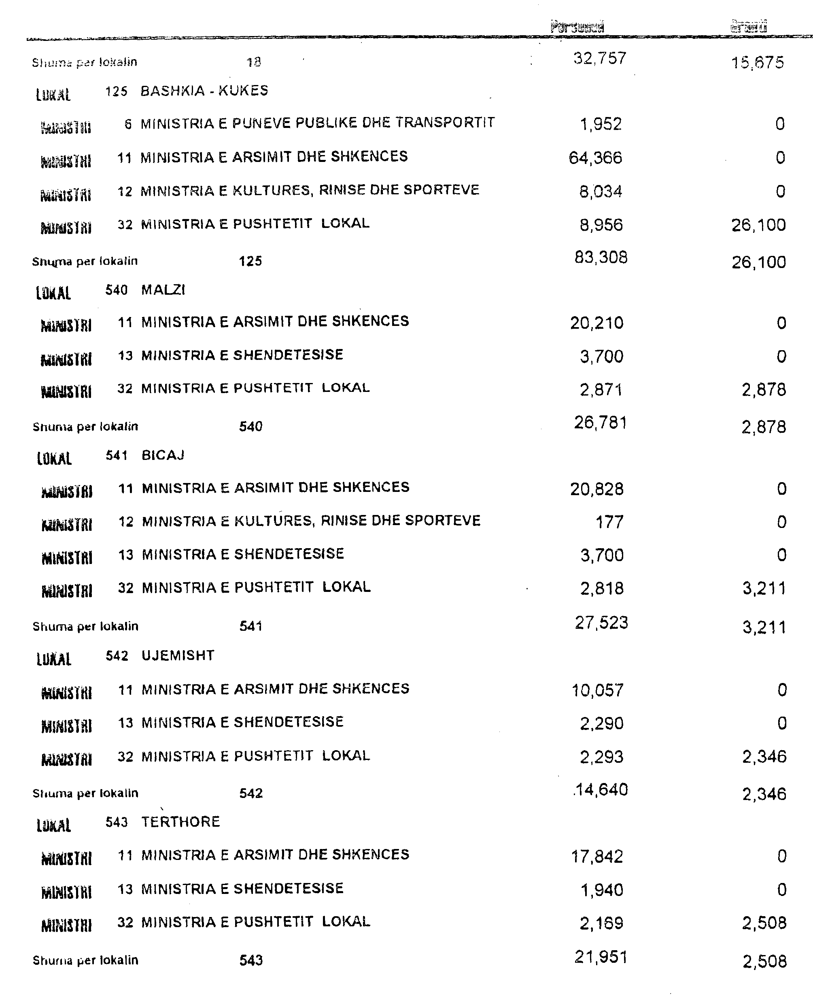 Personeli Granti
Shuma per lokalin 18 32,757 15,675
LOKAL 125 BASHKIA - KUKES
MINISTRI 6 MINISTRIA E PUNEVE PUBLIKE DHE TRANSPORTIT 1,952 0
MINISTRI 11 MINISTRIA E ARSIMIT DHE SHKENCES 64,366 0
MINISTRI 12 MINISTRIA E KULTURES, RINISE DHE SPORTEVE 8,034 0
MINISTRI 32 MINISTRIA E PUSHTETIT LOKAL 8,956 26,100
Shuma per lokalin 125 83,308 26,100
LOKAL 540 MALZI
MINISTRI 11 MINISTRIA E ARSIMIT DHE SHKENCES 20,210 0
MINISTRI 13 MINISTRIA E SHENDETESISE 3,700 0
MINISTRI 32 MINISTRIA E PUSHTETIT LOKAL 2,871 2,878
Shuma per lokalin 540 26,781 2,878
LOKAL 541 BICAJ
MINISTRI 11 MINISTRIA E ARSIMIT DHE SHKENCES 20,828 0
MINISTRI 12 MINISTRIA E KULTURES, RINISE DHE SPORTEVE 177 0
MINISTRI 13 MINISTRIA E SHENDETESISE 3,700 0
MINISTRI 32 MINISTRIA E PUSHTETIT LOKAL 2,818 3,211
Shuma per lokalin 541 27,523 3,211
LOKAL 542 UJEMISHT
MINISTRI 11 MINISTRIA E ARSIMIT DHE SHKENCES 10,057 0
MINISTRI 13 MINISTRIA E SHENDETESISE 2,290 0
MINISTRI 32 MINISTRIA E PUSHTETIT LOKAL 2,293 2,346
Shuma per lokalin 542 14,640 2,346
LOKAL 543 TERTHORE
MINISTRI 11 MINISTRIA E ARSIMIT DHE SHKENCES 17,842 0
MINISTRI 13 MINISTRIA E SHENDETESISE 1,940 0
MINISTRI 32 MINISTRIA E PUSHTETIT LOKAL 2,169 2,508
Shuma per lokalin 543 21,951 2,508